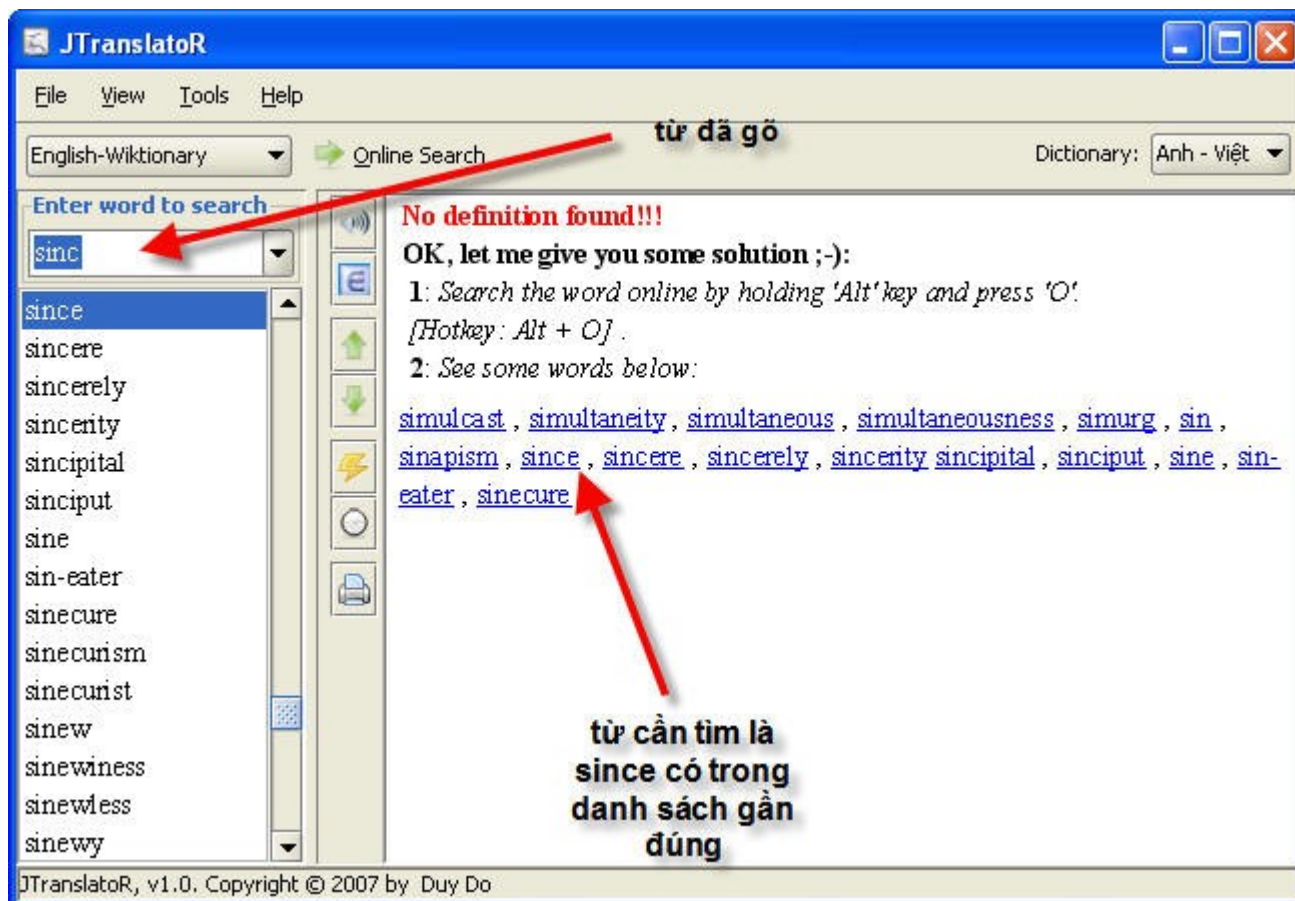 JTranslatoR
File View Tools Help
từ đã gõ
English-Wiktionary Online Search Dictionary: Anh - Việt
Enter word to search
sinc
since
sincere
sincerely
sincerity
sincipital
sinciput
sine
sin-eater
sinecure
sinecurism
sinecurist
sinew
sinewiness
sinewless
sinewy
No definition found!!!
OK, let me give you some solution ;-):
1: Search the word online by holding 'Alt' key and press 'O'.
[Hotkey: Alt + O] .
2: See some words below:
simulcast , simultaneity , simultaneous , simultaneousness , simurg , sin ,
sinapism , since , sincere , sincerely , sincerity sincipital , sinciput , sine , sin-
eater , sinecure
từ cần tìm là
since có trong
danh sách gần
đúng
JTranslatoR, v1.0. Copyright © 2007 by Duy Do